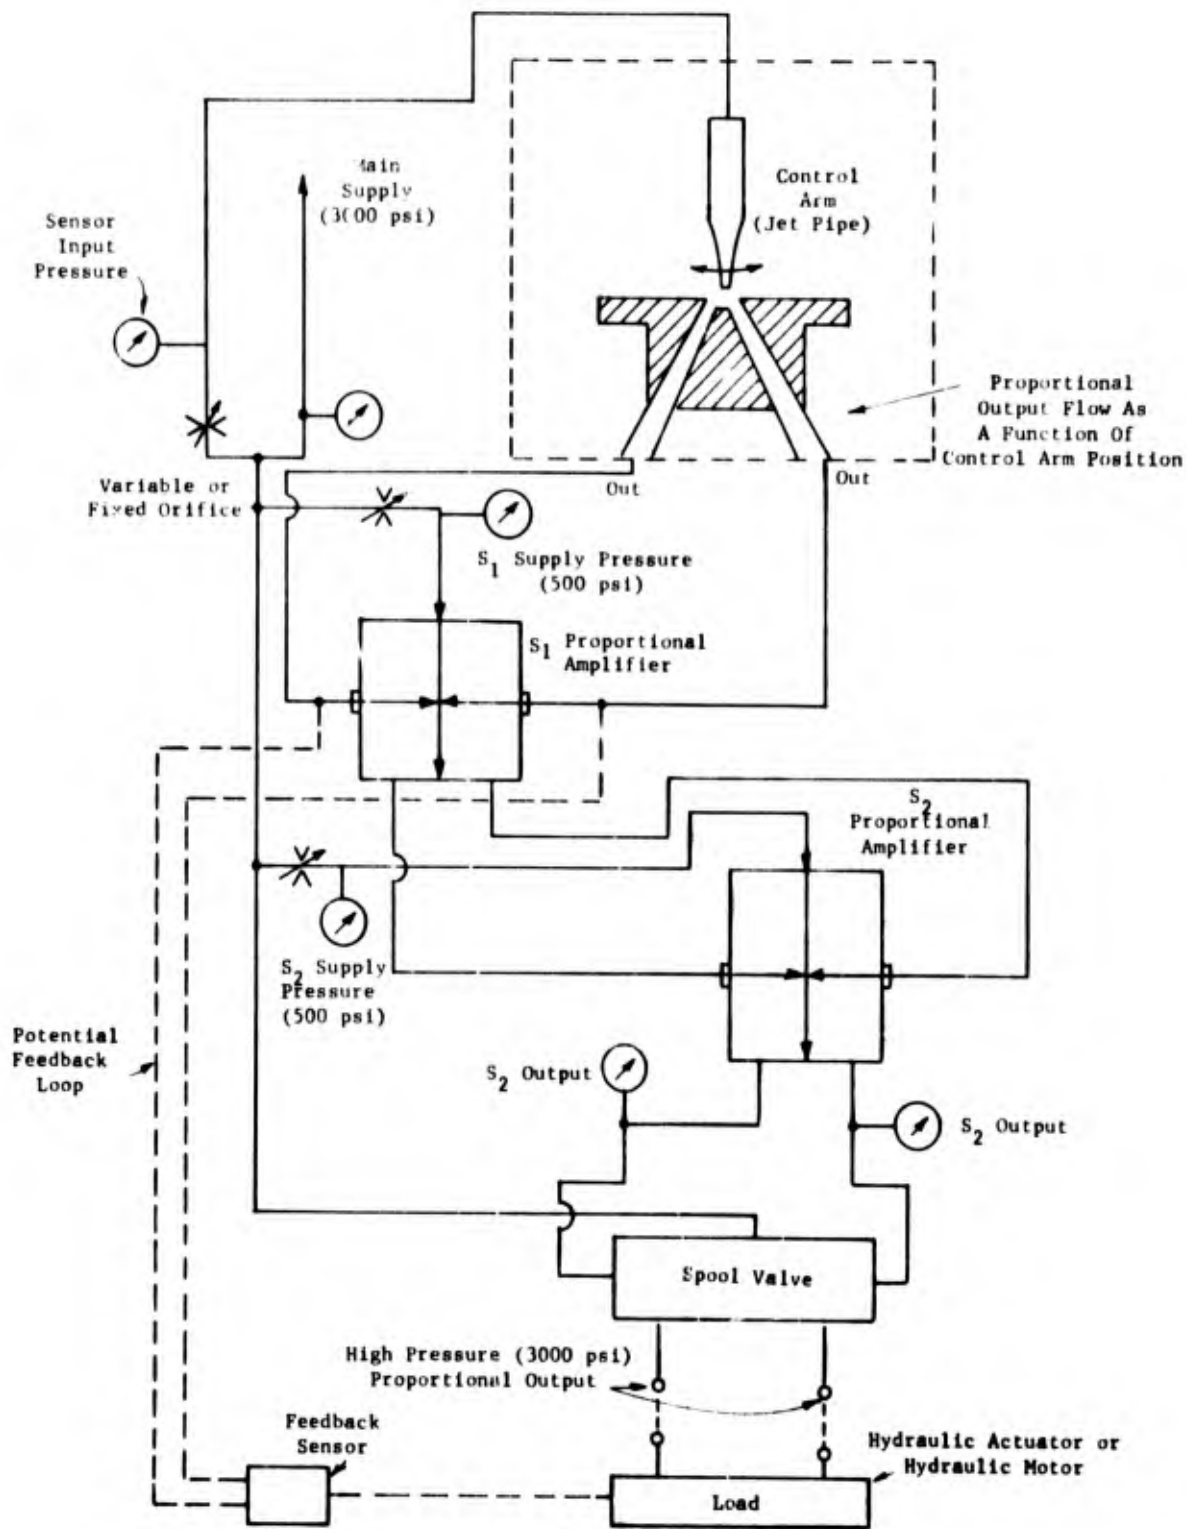 Main
Supply
(3000 psi)
Control
Arm
(Jet Pipe)
Sensor
Input
Pressure
Proportional
Output Flow As
A Function Of
Control Arm Position
Variable or
Fixed Orifice
Out
Out
S1 Supply Pressure
(500 psi)
S1 Proportional
Amplifier
S2
Proportional
Amplifier
S2 Supply
Pressure
(500 psi)
Potential
Feedback
Loop
S2 Output
S2 Output
Spool Valve
High Pressure (3000 psi)
Proportional Output
Feedback
Sensor
Hydraulic Actuator or
Hydraulic Motor
Load